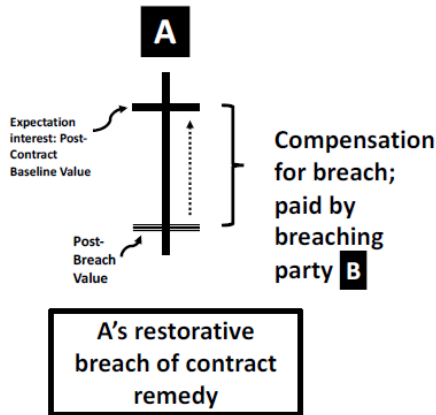 A
Expectation
interest: Post-
Contract
Baseline Value
Compensation
for breach;
paid by
breaching
party B
Post-
Breach
Value
A's restorative
breach of contract
remedy